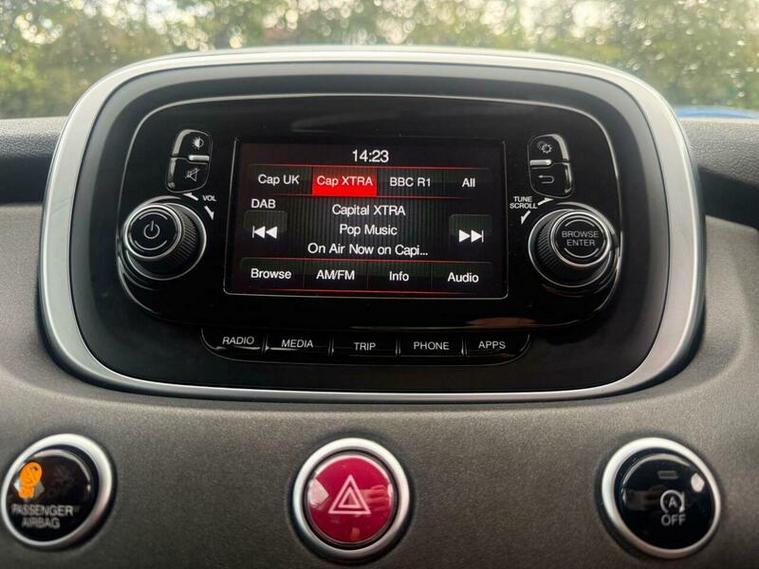 14:23
Cap UK Cap XTRA BBC R1 All
DAB
Capital XTRA
Pop Music
On Air Now on Capi...
Browse AM/FM Info Audio
VOL
TUNE
SCROLL
BROWSE
ENTER
RADIO MEDIA TRIP PHONE APPS
PASSENGER
AIRBAG
A
OFF